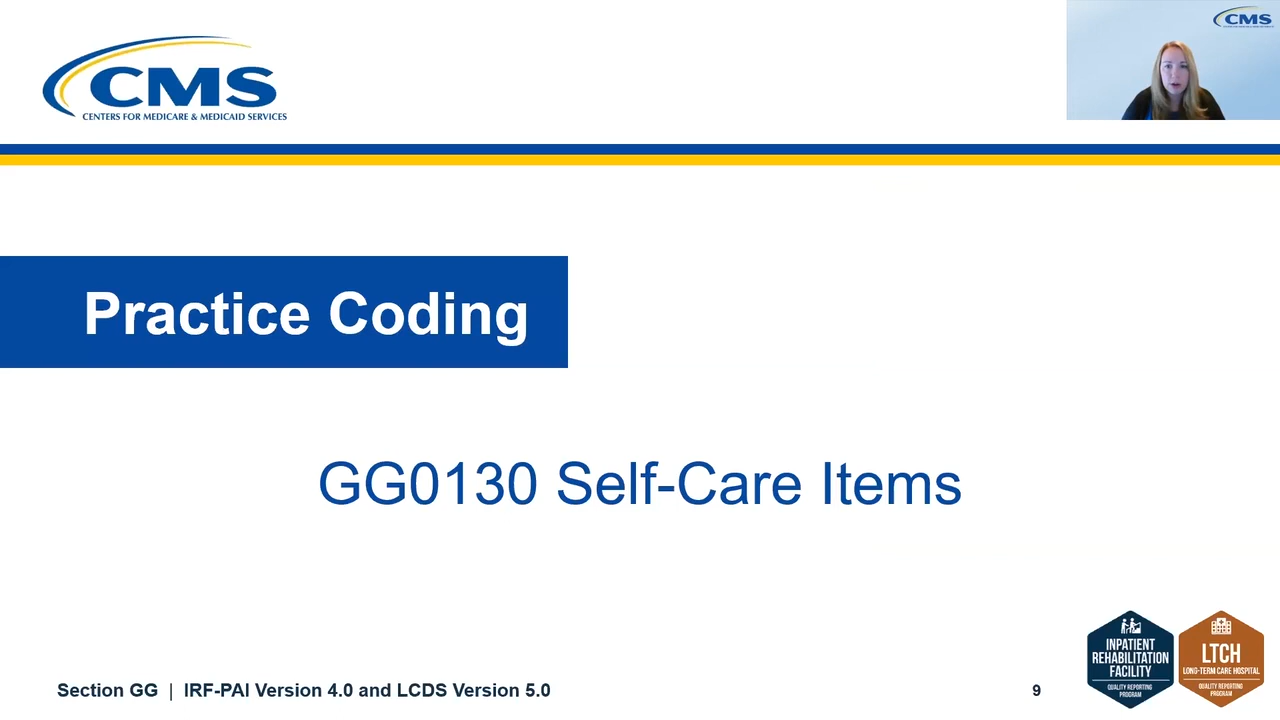 CMS
CENTERS FOR MEDICARE & MEDICAID SERVICES
CMS
Practice Coding
GG0130 Self-Care Items
INPATIENT
REHABILITATION
FACILITY
QUALITY REPORTING
PROGRAM
LTCH
LONG-TERM CARE HOSPITAL
QUALITY REPORTING
PROGRAM
Section GG | IRF-PAI Version 4.0 and LCDS Version 5.0
9